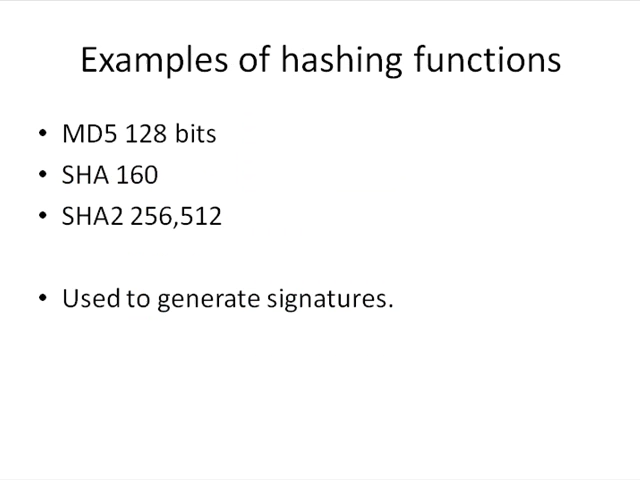 Examples of hashing functions
• MD5 128 bits
• SHA 160
• SHA2 256,512
• Used to generate signatures.